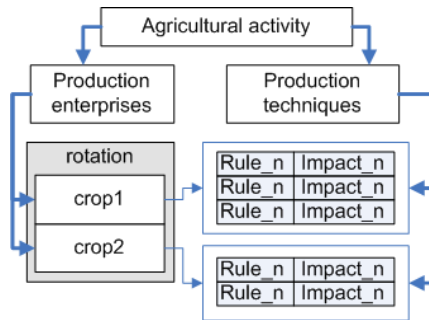 Agricultural activity
Production
enterprises
Production
techniques
rotation
crop1
crop2
Rule_n Impact_n
Rule_n Impact_n
Rule_n Impact_n
Rule_n Impact_n
Rule_n Impact_n